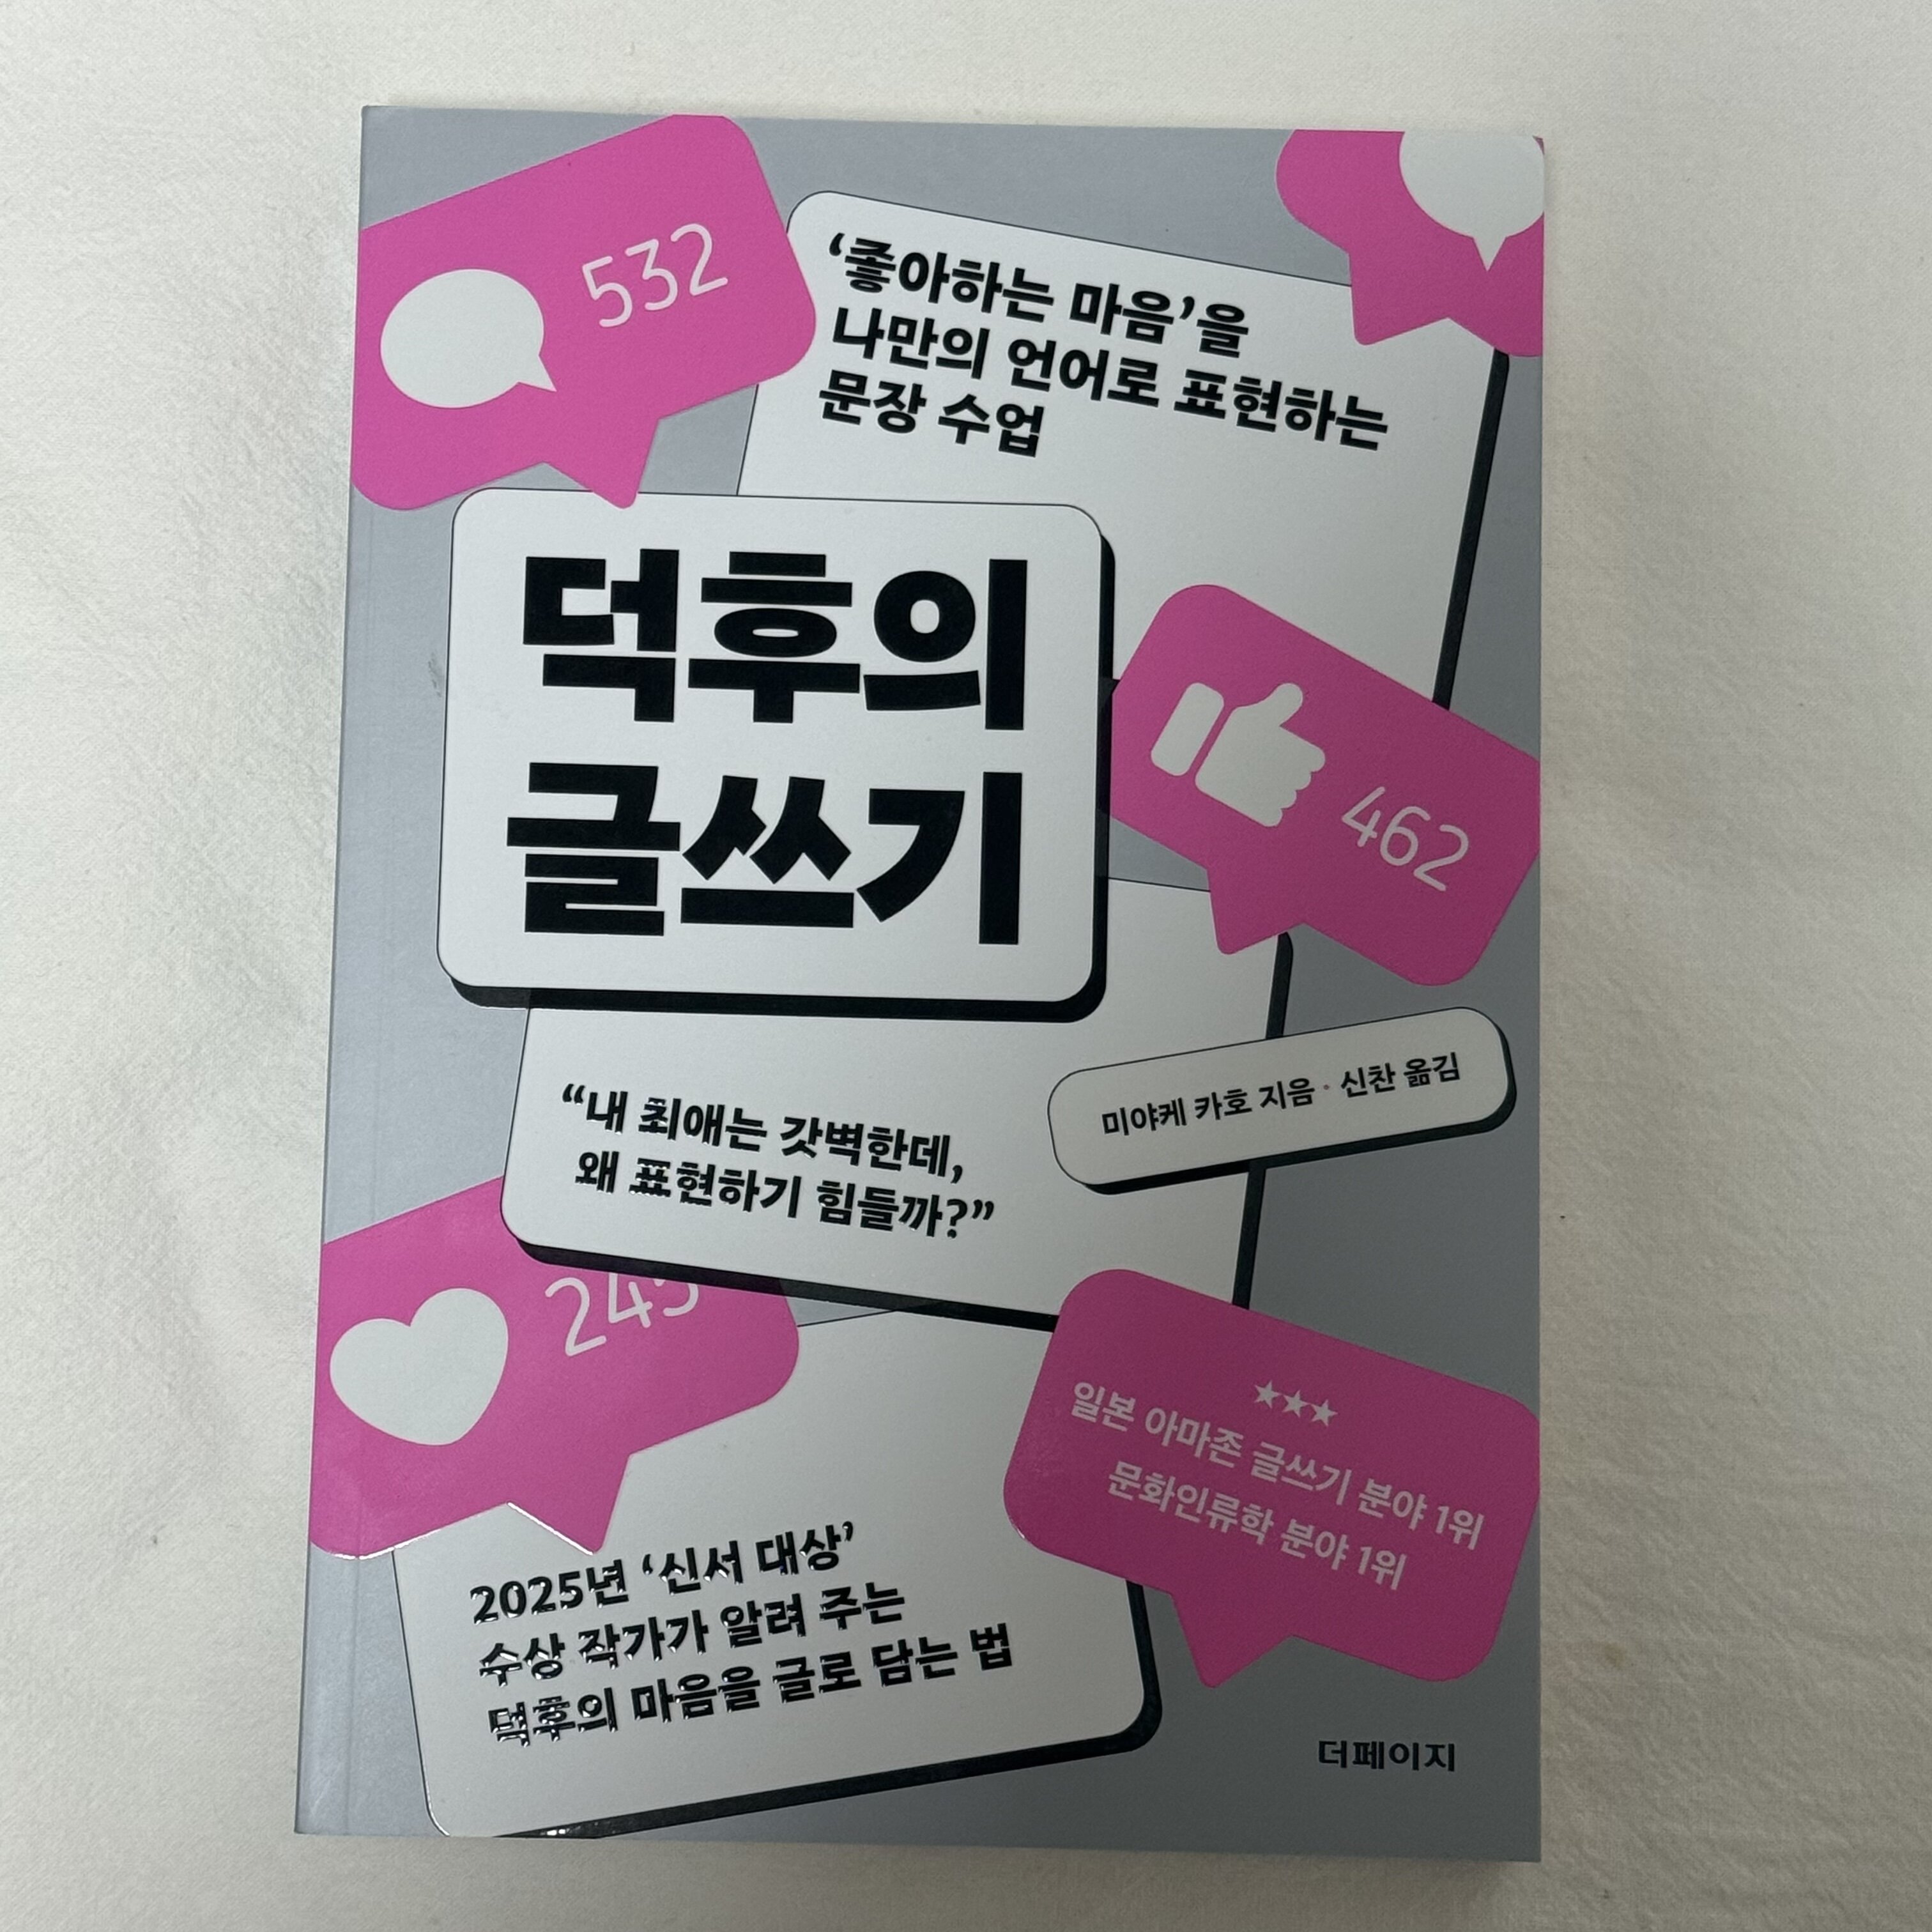 532
‘좋아하는 마음’을
나만의 언어로 표현하는
문장 수업
덕후의
글쓰기
462
미야케 카호 지음 · 신찬 옮김
“내 최애는 갓벽한데,
왜 표현하기 힘들까?”
245
★★★
일본 아마존 글쓰기 분야 1위
문화인류학 분야 1위
2025년 ‘신서 대상’
수상 작가가 알려 주는
덕후의 마음을 글로 담는 법
더페이지